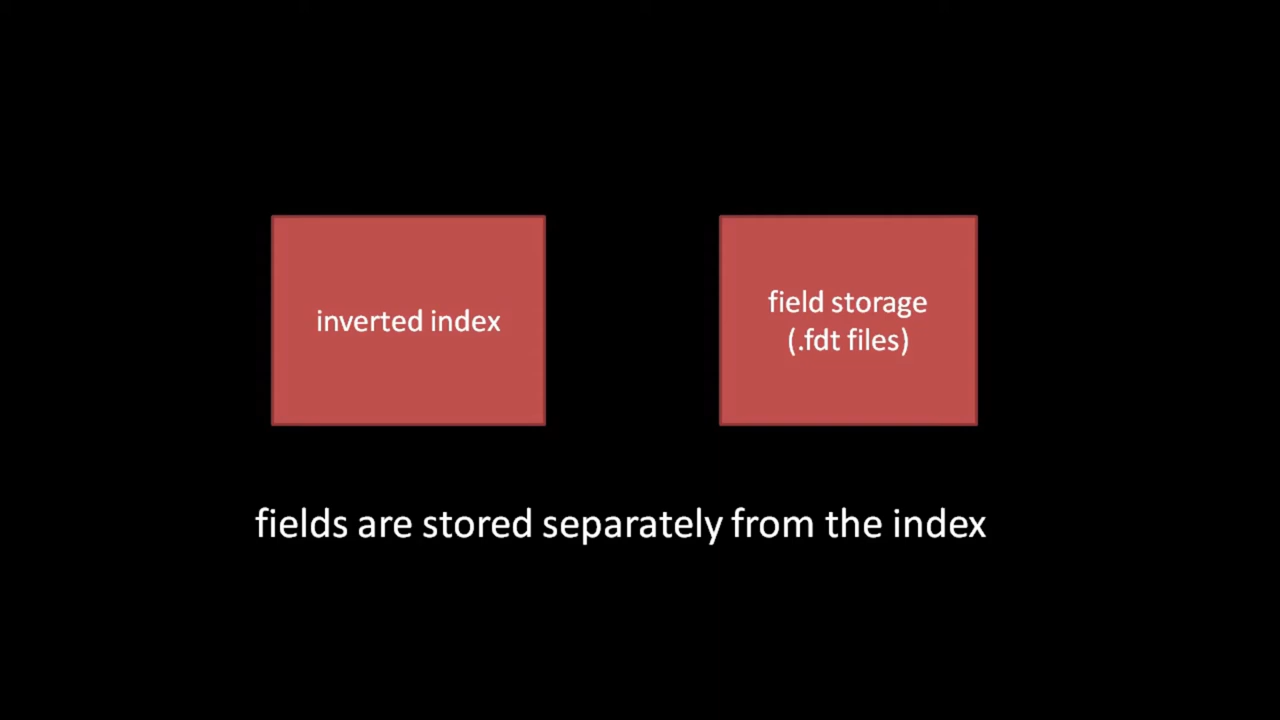 inverted index
field storage
(.fdt files)
fields are stored separately from the index